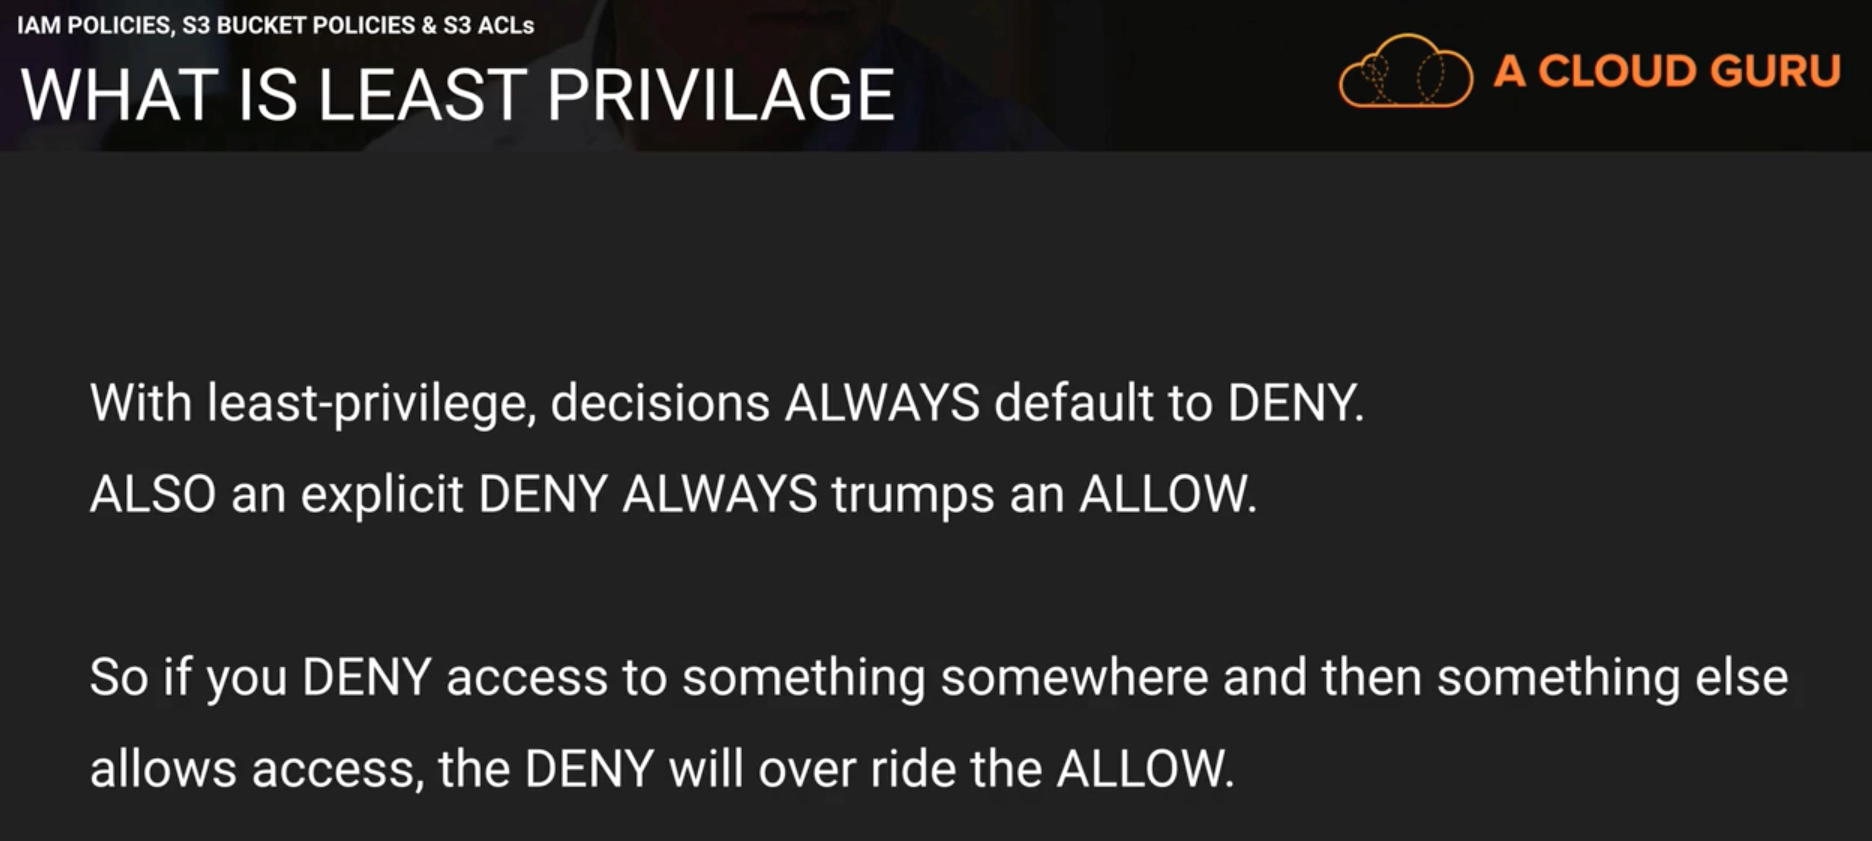 IAM POLICIES, S3 BUCKET POLICIES & S3 ACLs
WHAT IS LEAST PRIVILAGE
A CLOUD GURU
With least-privilege, decisions ALWAYS default to DENY.
ALSO an explicit DENY ALWAYS trumps an ALLOW.
So if you DENY access to something somewhere and then something else
allows access, the DENY will over ride the ALLOW.